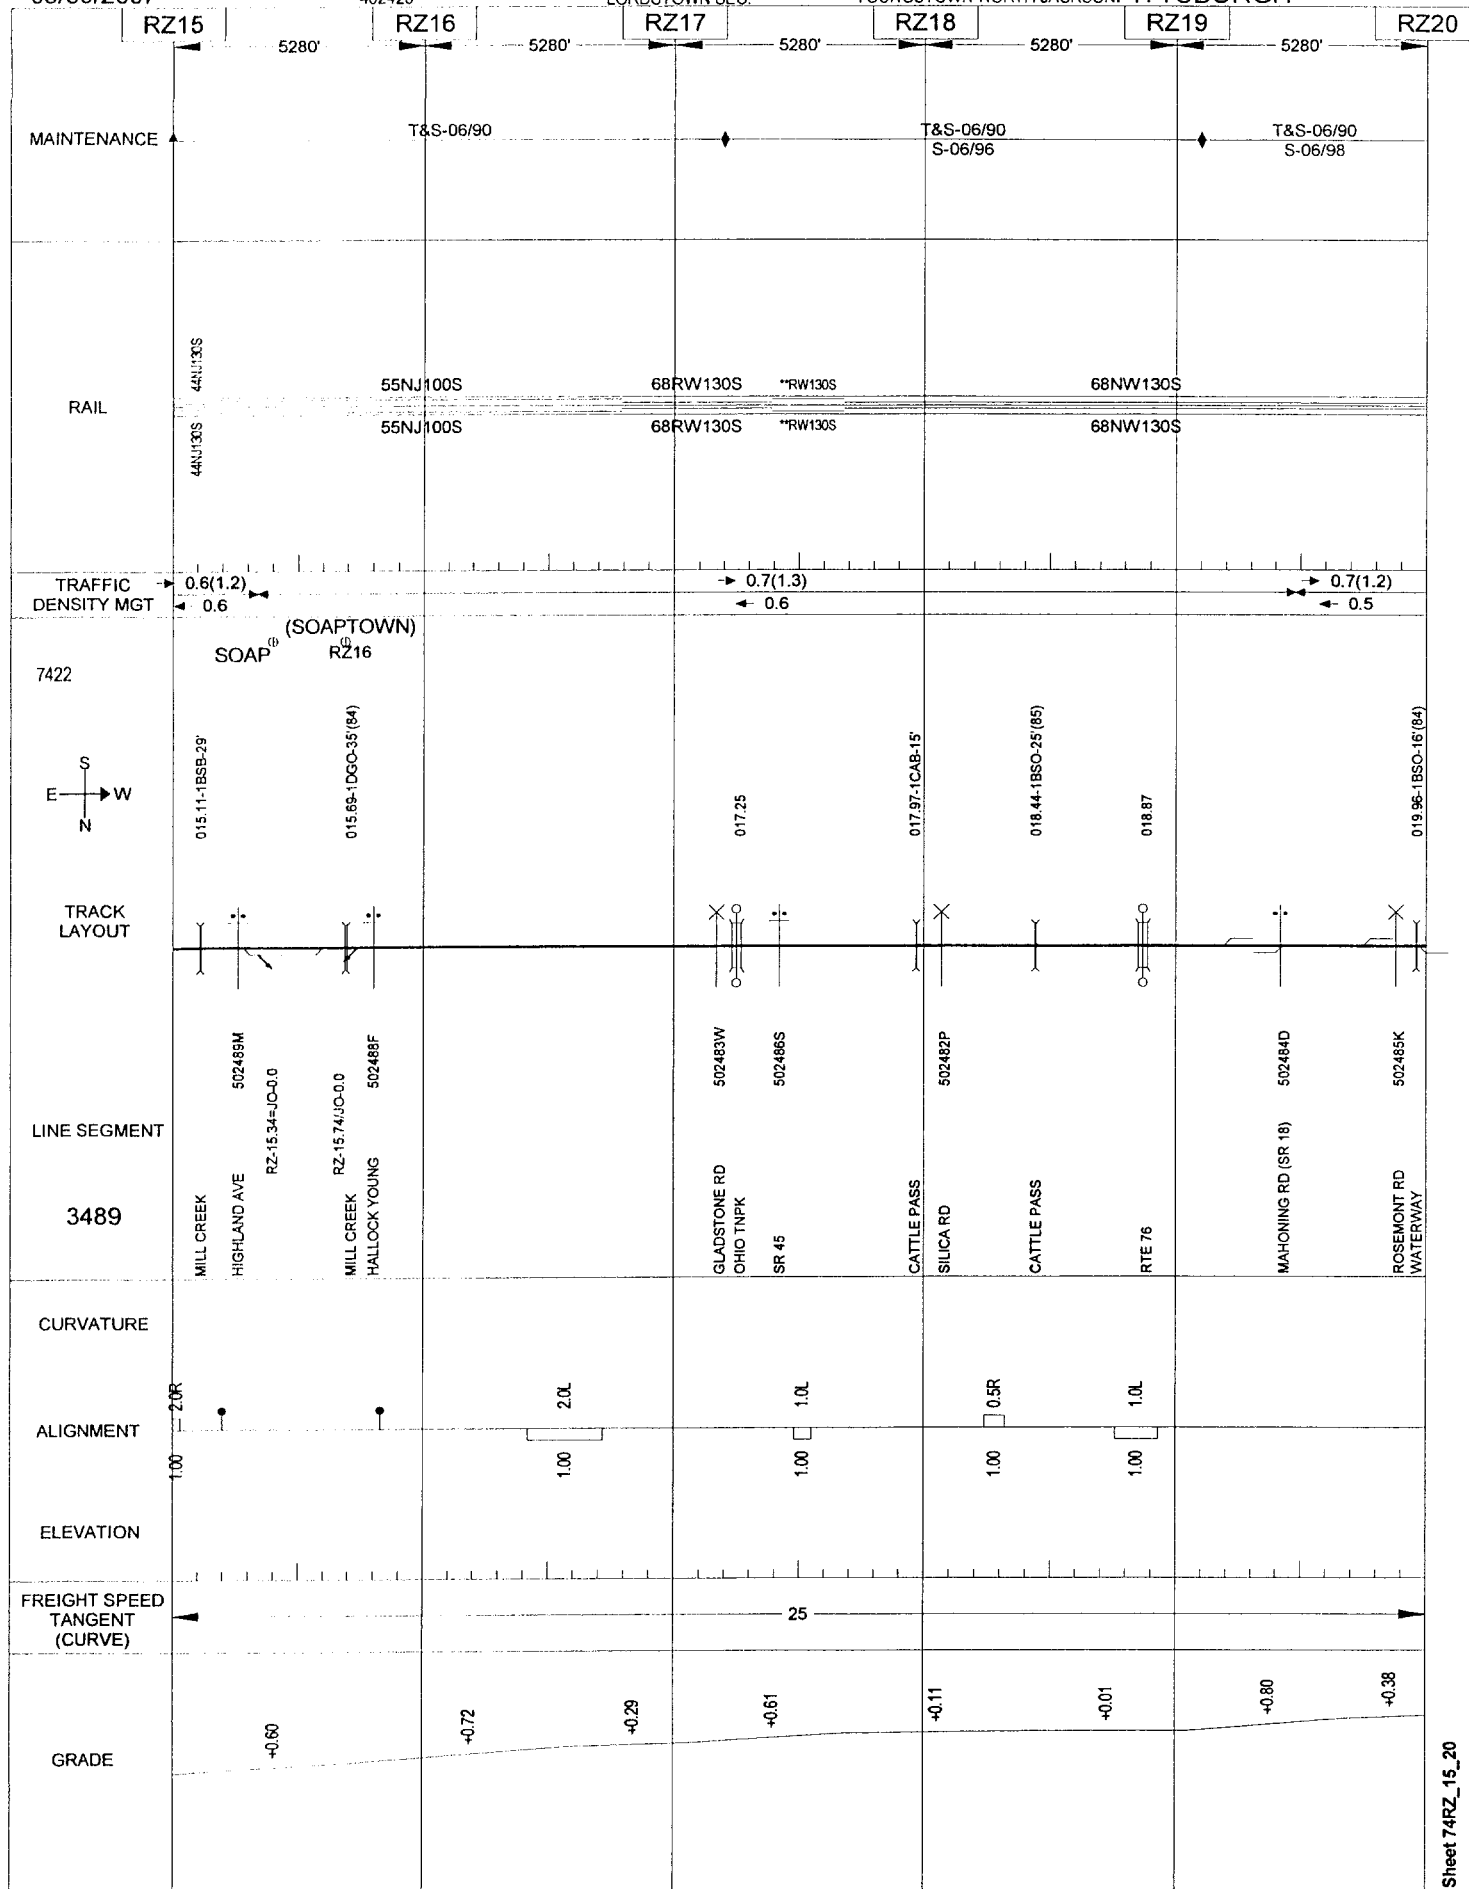 RZ15 RZ16 RZ17 RZ18 RZ19 RZ20
5280' 5280' 5280' 5280' 5280'
MAINTENANCE
T&S-06/90
T&S-06/90
S-06/96
T&S-06/90
S-06/98
RAIL
44NJ130S
44NJ130S
55NJ100S 68RW130S **RW130S 68NW130S
55NJ100S 68RW130S **RW130S 68NW130S
TRAFFIC
DENSITY MGT
0.6(1.2) 0.7(1.3) 0.7(1.2)
0.6 0.6 0.5
(SOAPTOWN)
SOAP RZ16
7422
S
E W
N
015.11-1BSB-29'
015.69-1DGO-35'(84)
017.25
017.97-1CAB-15'
018.44-1BSO-25'(85)
018.87
019.96-1BSO-16'(84)
TRACK
LAYOUT
LINE SEGMENT
3489
MILL CREEK
HIGHLAND AVE 502489M
RZ-15.34=JO-0.0
RZ-15.74/JO-0.0
MILL CREEK
HALLOCK YOUNG 502488F
GLADSTONE RD 502483W
OHIO TNPK
SR 45 502486S
CATTLE PASS
SILICA RD 502482P
CATTLE PASS
RTE 76
MAHONING RD (SR 18) 502484D
ROSEMONT RD 502485K
WATERWAY
CURVATURE
ALIGNMENT
ELEVATION
2.0R 2.0L 1.0L 0.5R 1.0L
1.00 1.00 1.00 1.00 1.00
FREIGHT SPEED
TANGENT
(CURVE)
25
GRADE
+0.60 +0.72 +0.29 +0.61 +0.11 +0.01 +0.80 +0.38
Sheet 74RZ_15_20